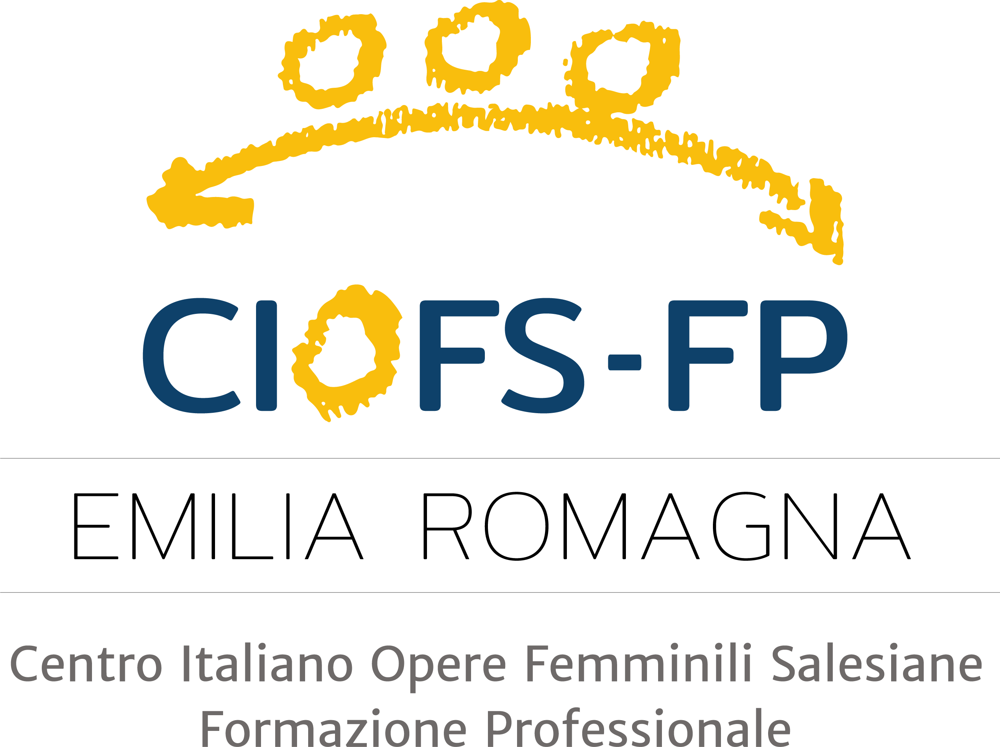 CIOFS-FP
EMILIA ROMAGNA
Centro Italiano Opere Femminili Salesiane
Formazione Professionale